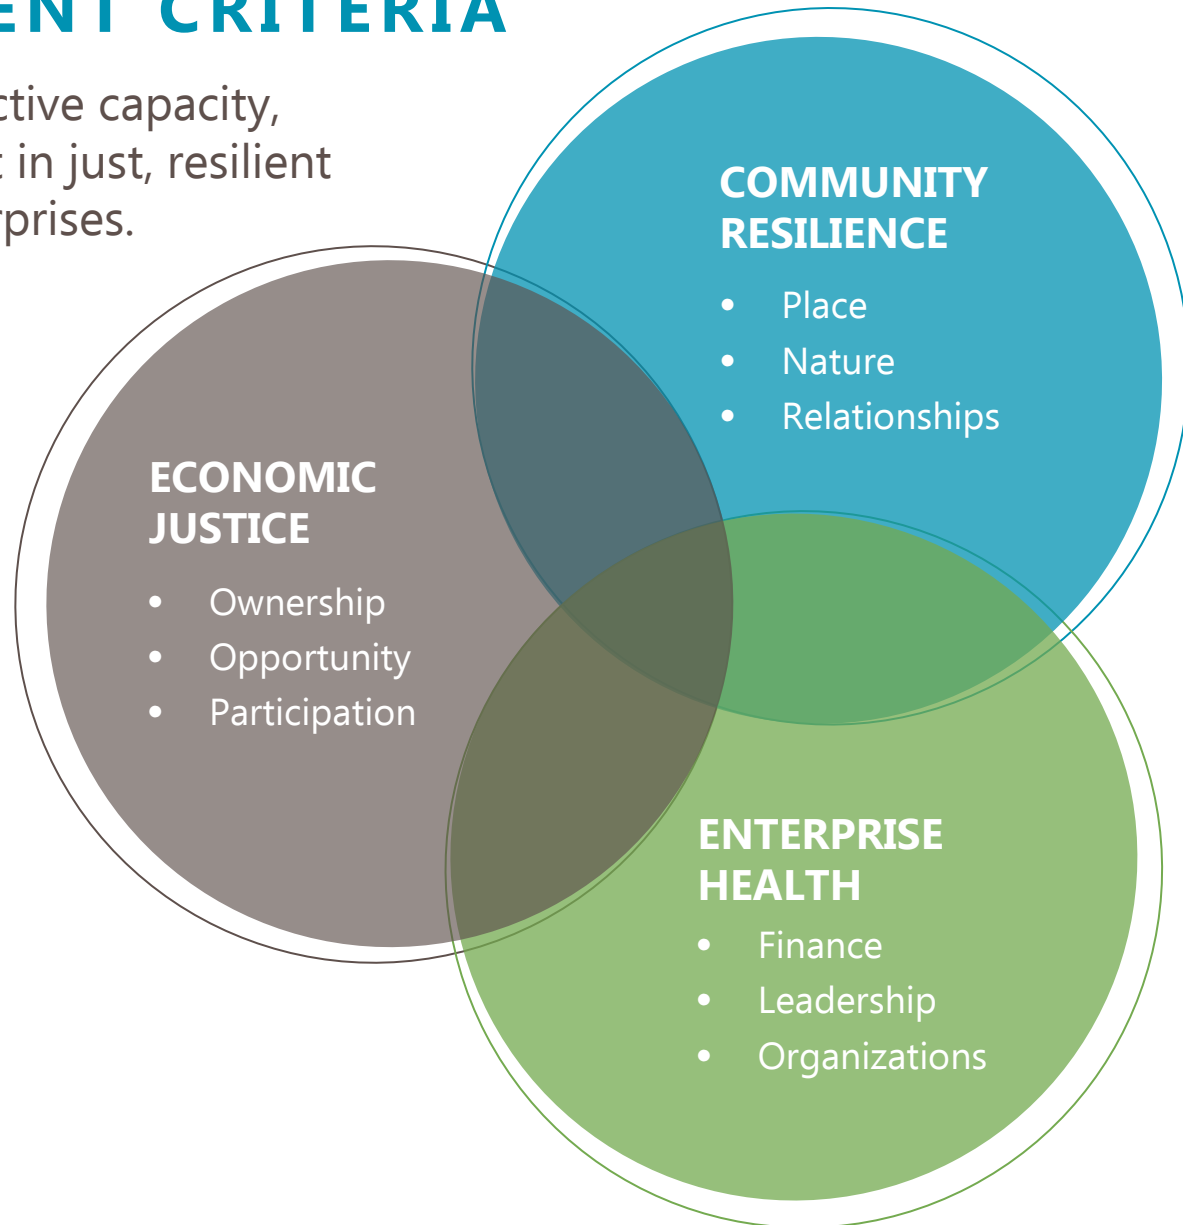 ENT CRITERIA
ctive capacity,
t in just, resilient
rprises.
COMMUNITY
RESILIENCE
• Place
• Nature
• Relationships
ECONOMIC
JUSTICE
• Ownership
• Opportunity
• Participation
ENTERPRISE
HEALTH
• Finance
• Leadership
• Organizations